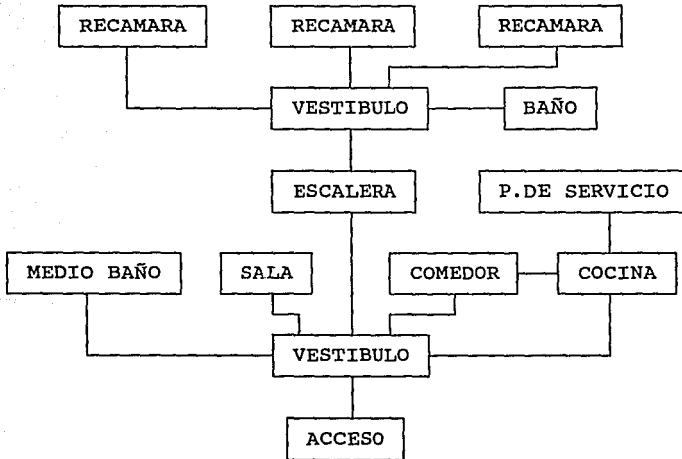 RECAMARA RECAMARA RECAMARA
VESTIBULO BAÑO
ESCALERA P.DE SERVICIO
MEDIO BAÑO SALA COMEDOR COCINA
VESTIBULO
ACCESO